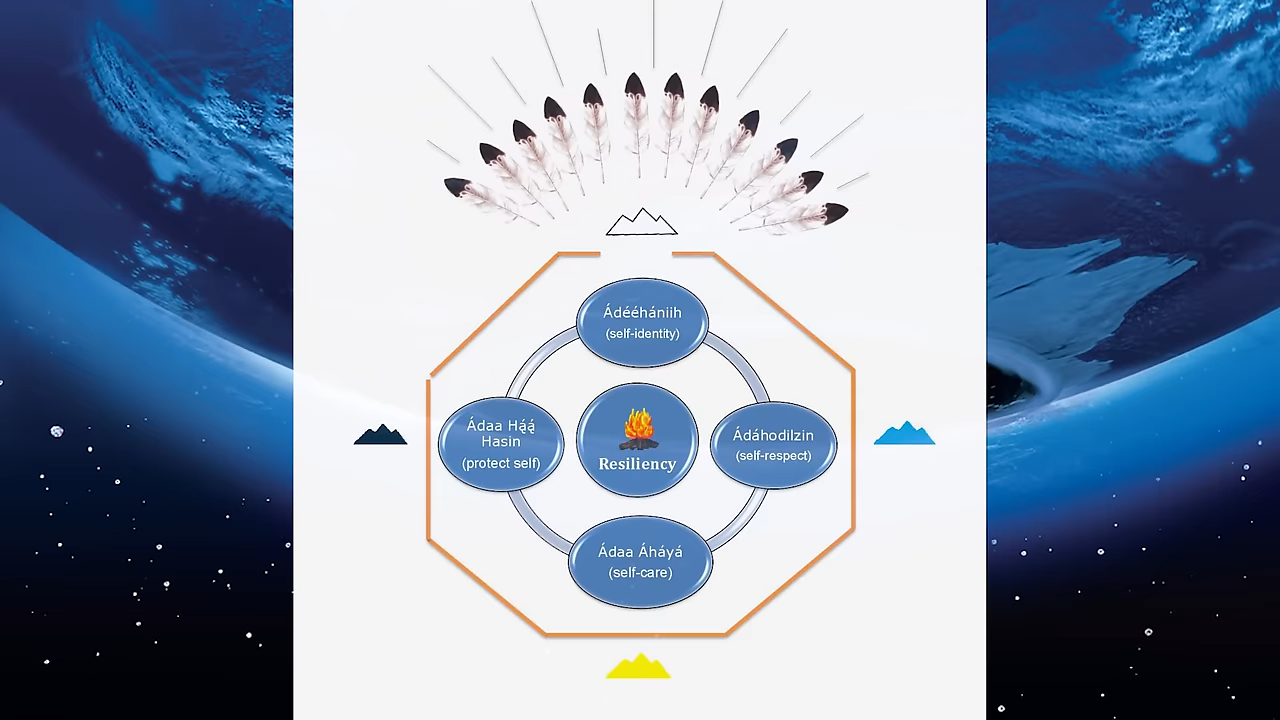 Ádééhániih
(self-identity)
Ádaa Hą́ą́
Hasin
(protect self)
Resiliency
Ádáhodilzin
(self-respect)
Ádaa Áháyá
(self-care)